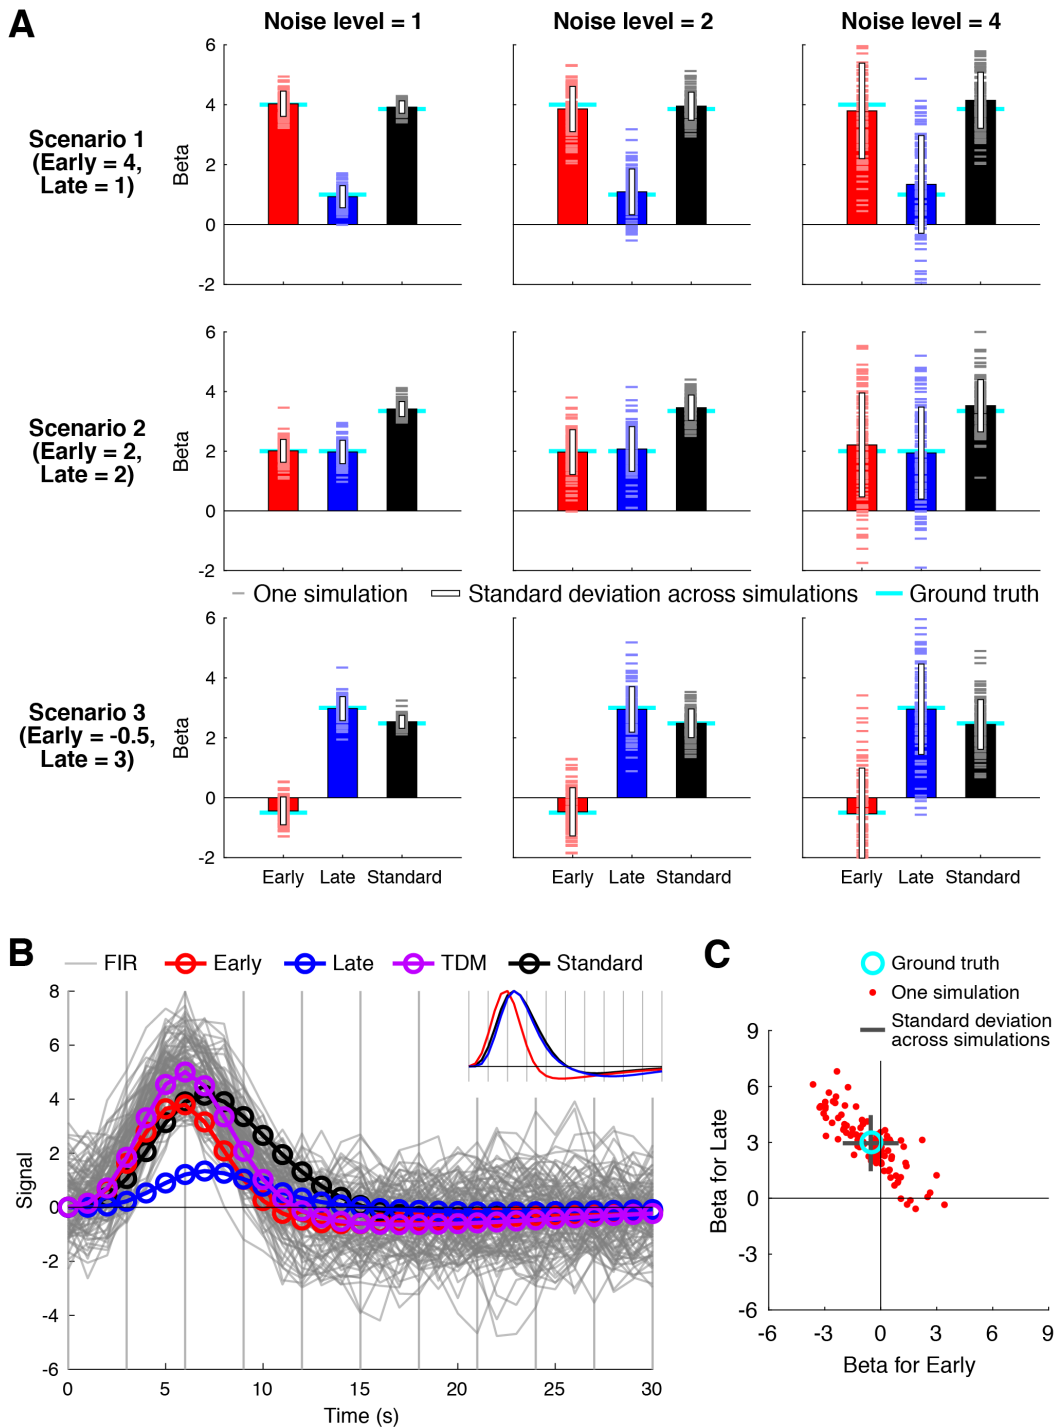 A
Noise level = 1
Noise level = 2
Noise level = 4
Scenario 1
(Early = 4,
Late = 1)
Beta
6
4
2
0
-2
Scenario 2
(Early = 2,
Late = 2)
Beta
6
4
2
0
-2
One simulation
Standard deviation across simulations
Ground truth
Scenario 3
(Early = -0.5,
Late = 3)
Beta
6
4
2
0
-2
Early Late Standard
Early Late Standard
Early Late Standard
B
FIR
Early
Late
TDM
Standard
Signal
8
6
4
2
0
-2
-4
-6
0 5 10 15 20 25 30
Time (s)
C
Ground truth
One simulation
Standard deviation
across simulations
Beta for Late
9
6
3
0
-3
-6
-6 -3 0 3 6 9
Beta for Early